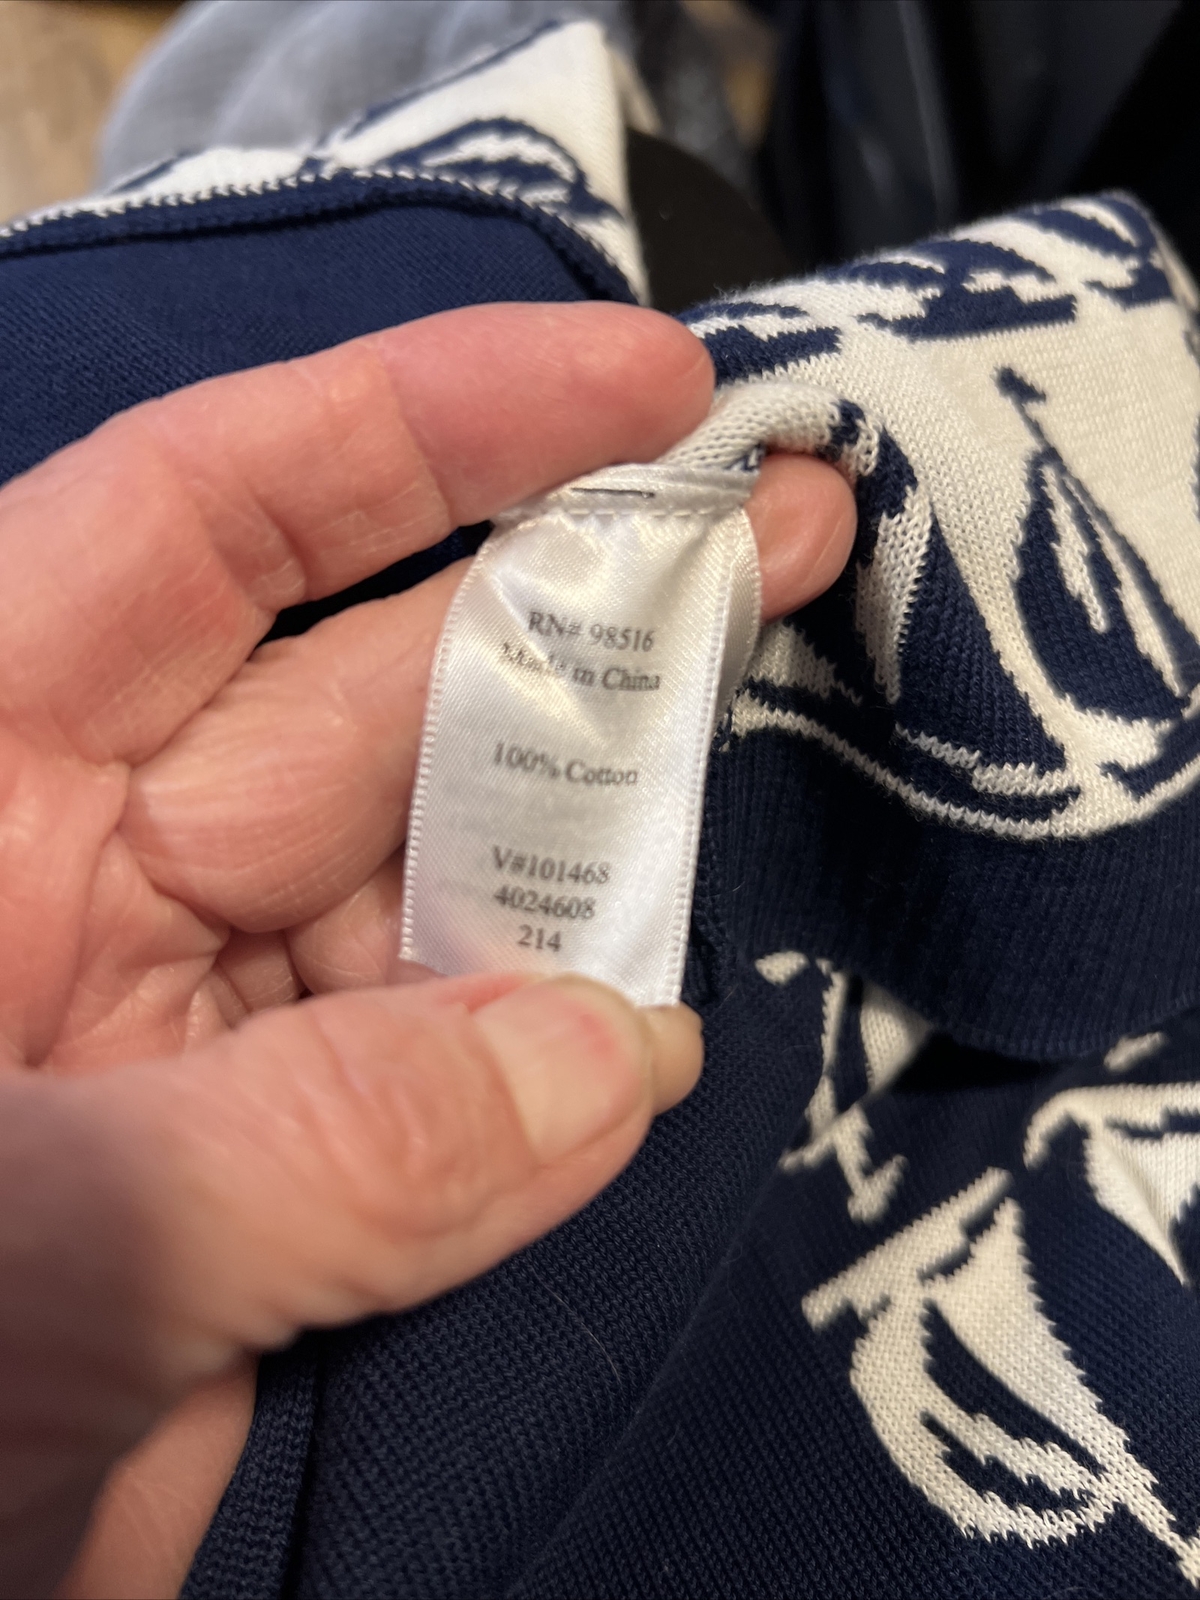 RN# 98516
Made in China
100% Cotton
V#101468
4024608
214